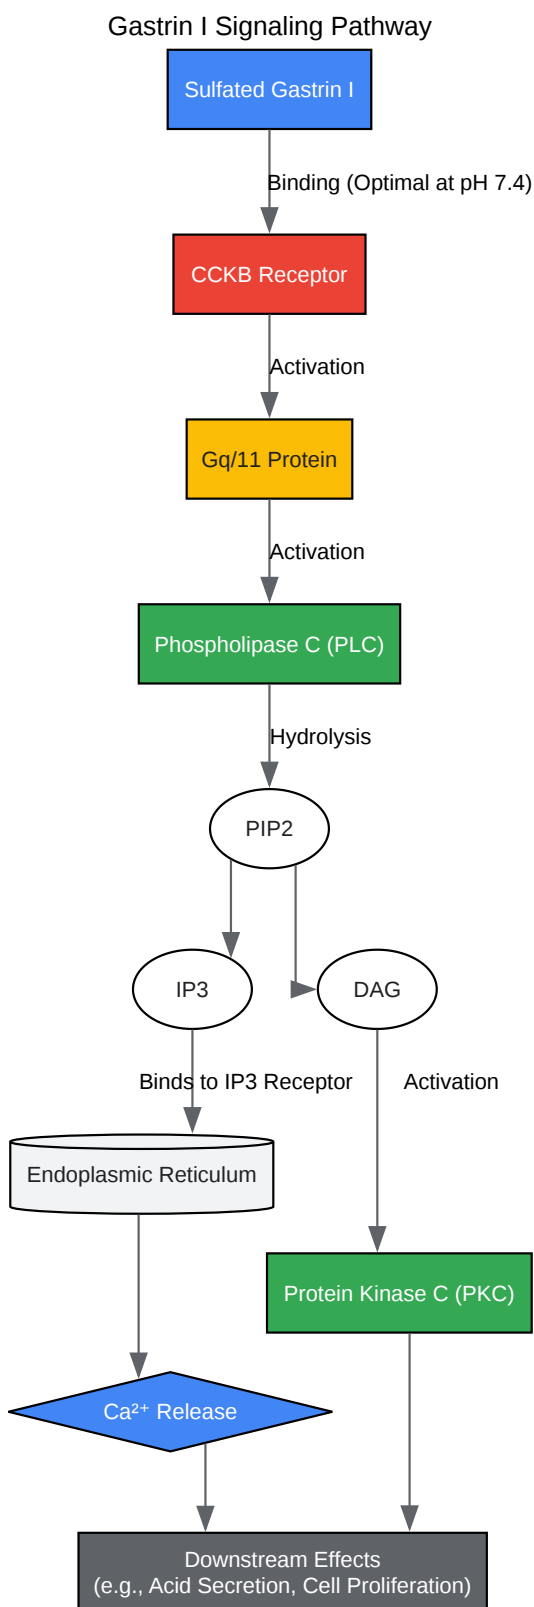 Gastrin I Signaling Pathway
Sulfated Gastrin I
Binding (Optimal at pH 7.4)
CCKB Receptor
Activation
Gq/11 Protein
Activation
Phospholipase C (PLC)
Hydrolysis
PIP2
IP3
DAG
Binds to IP3 Receptor
Activation
Endoplasmic Reticulum
Protein Kinase C (PKC)
Ca²⁺ Release
Downstream Effects
(e.g., Acid Secretion, Cell Proliferation)